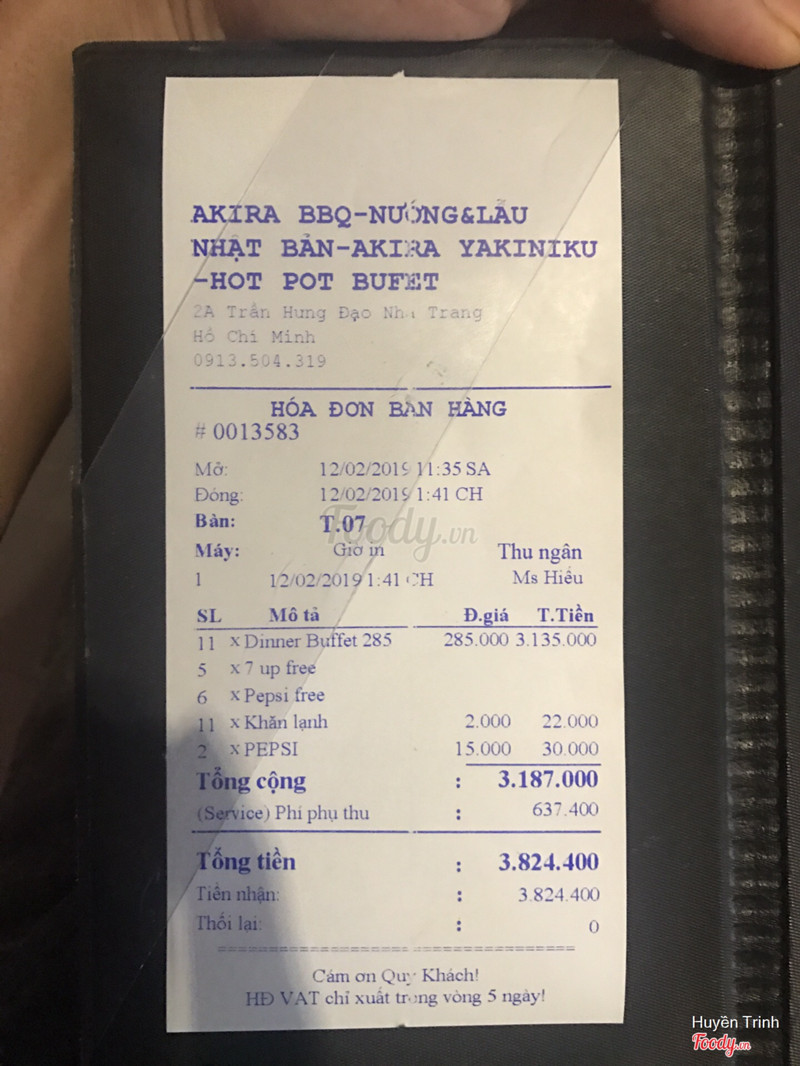 AKIRA BBQ-NƯỚNG&LẨU
NHẬT BẢN-AKIRA YAKINIKU
-HOT POT BUFET
2A Trần Hưng Đạo Nha Trang
Hồ Chí Minh
0913.504.319
HÓA ĐƠN BÁN HÀNG
# 0013583
Mở: 12/02/2019 11:35 SA
Đóng: 12/02/2019 1:41 CH
Bàn: T.07
Máy: Giờ in Thu ngân
1 12/02/2019 1:41 CH Ms Hiếu
SL Mô tả Đ.giá T.Tiền
11 x Dinner Buffet 285 285.000 3.135.000
5 x 7 up free
6 x Pepsi free
11 x Khăn lạnh 2.000 22.000
2 x PEPSI 15.000 30.000
Tổng cộng : 3.187.000
(Service) Phí phụ thu : 637.400
Tổng tiền : 3.824.400
Tiền nhận: : 3.824.400
Thối lại: : 0
Cám ơn Quý Khách!
HĐ VAT chỉ xuất trong vòng 5 ngày!
Foody.vn
Huyền Trinh
Foody.vn